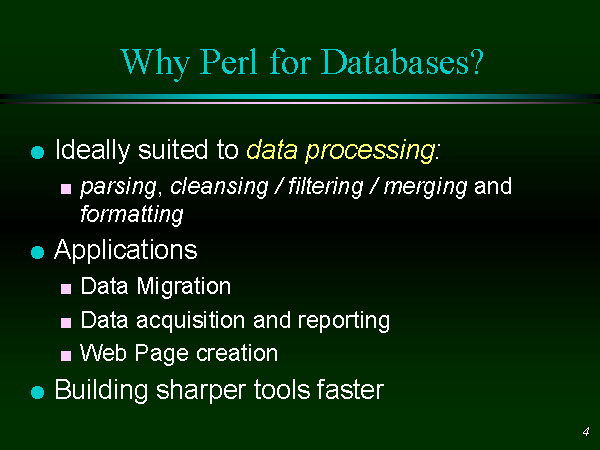 Why Perl for Databases?
Ideally suited to data processing:
parsing, cleansing / filtering / merging and
formatting
Applications
Data Migration
Data acquisition and reporting
Web Page creation
Building sharper tools faster
4